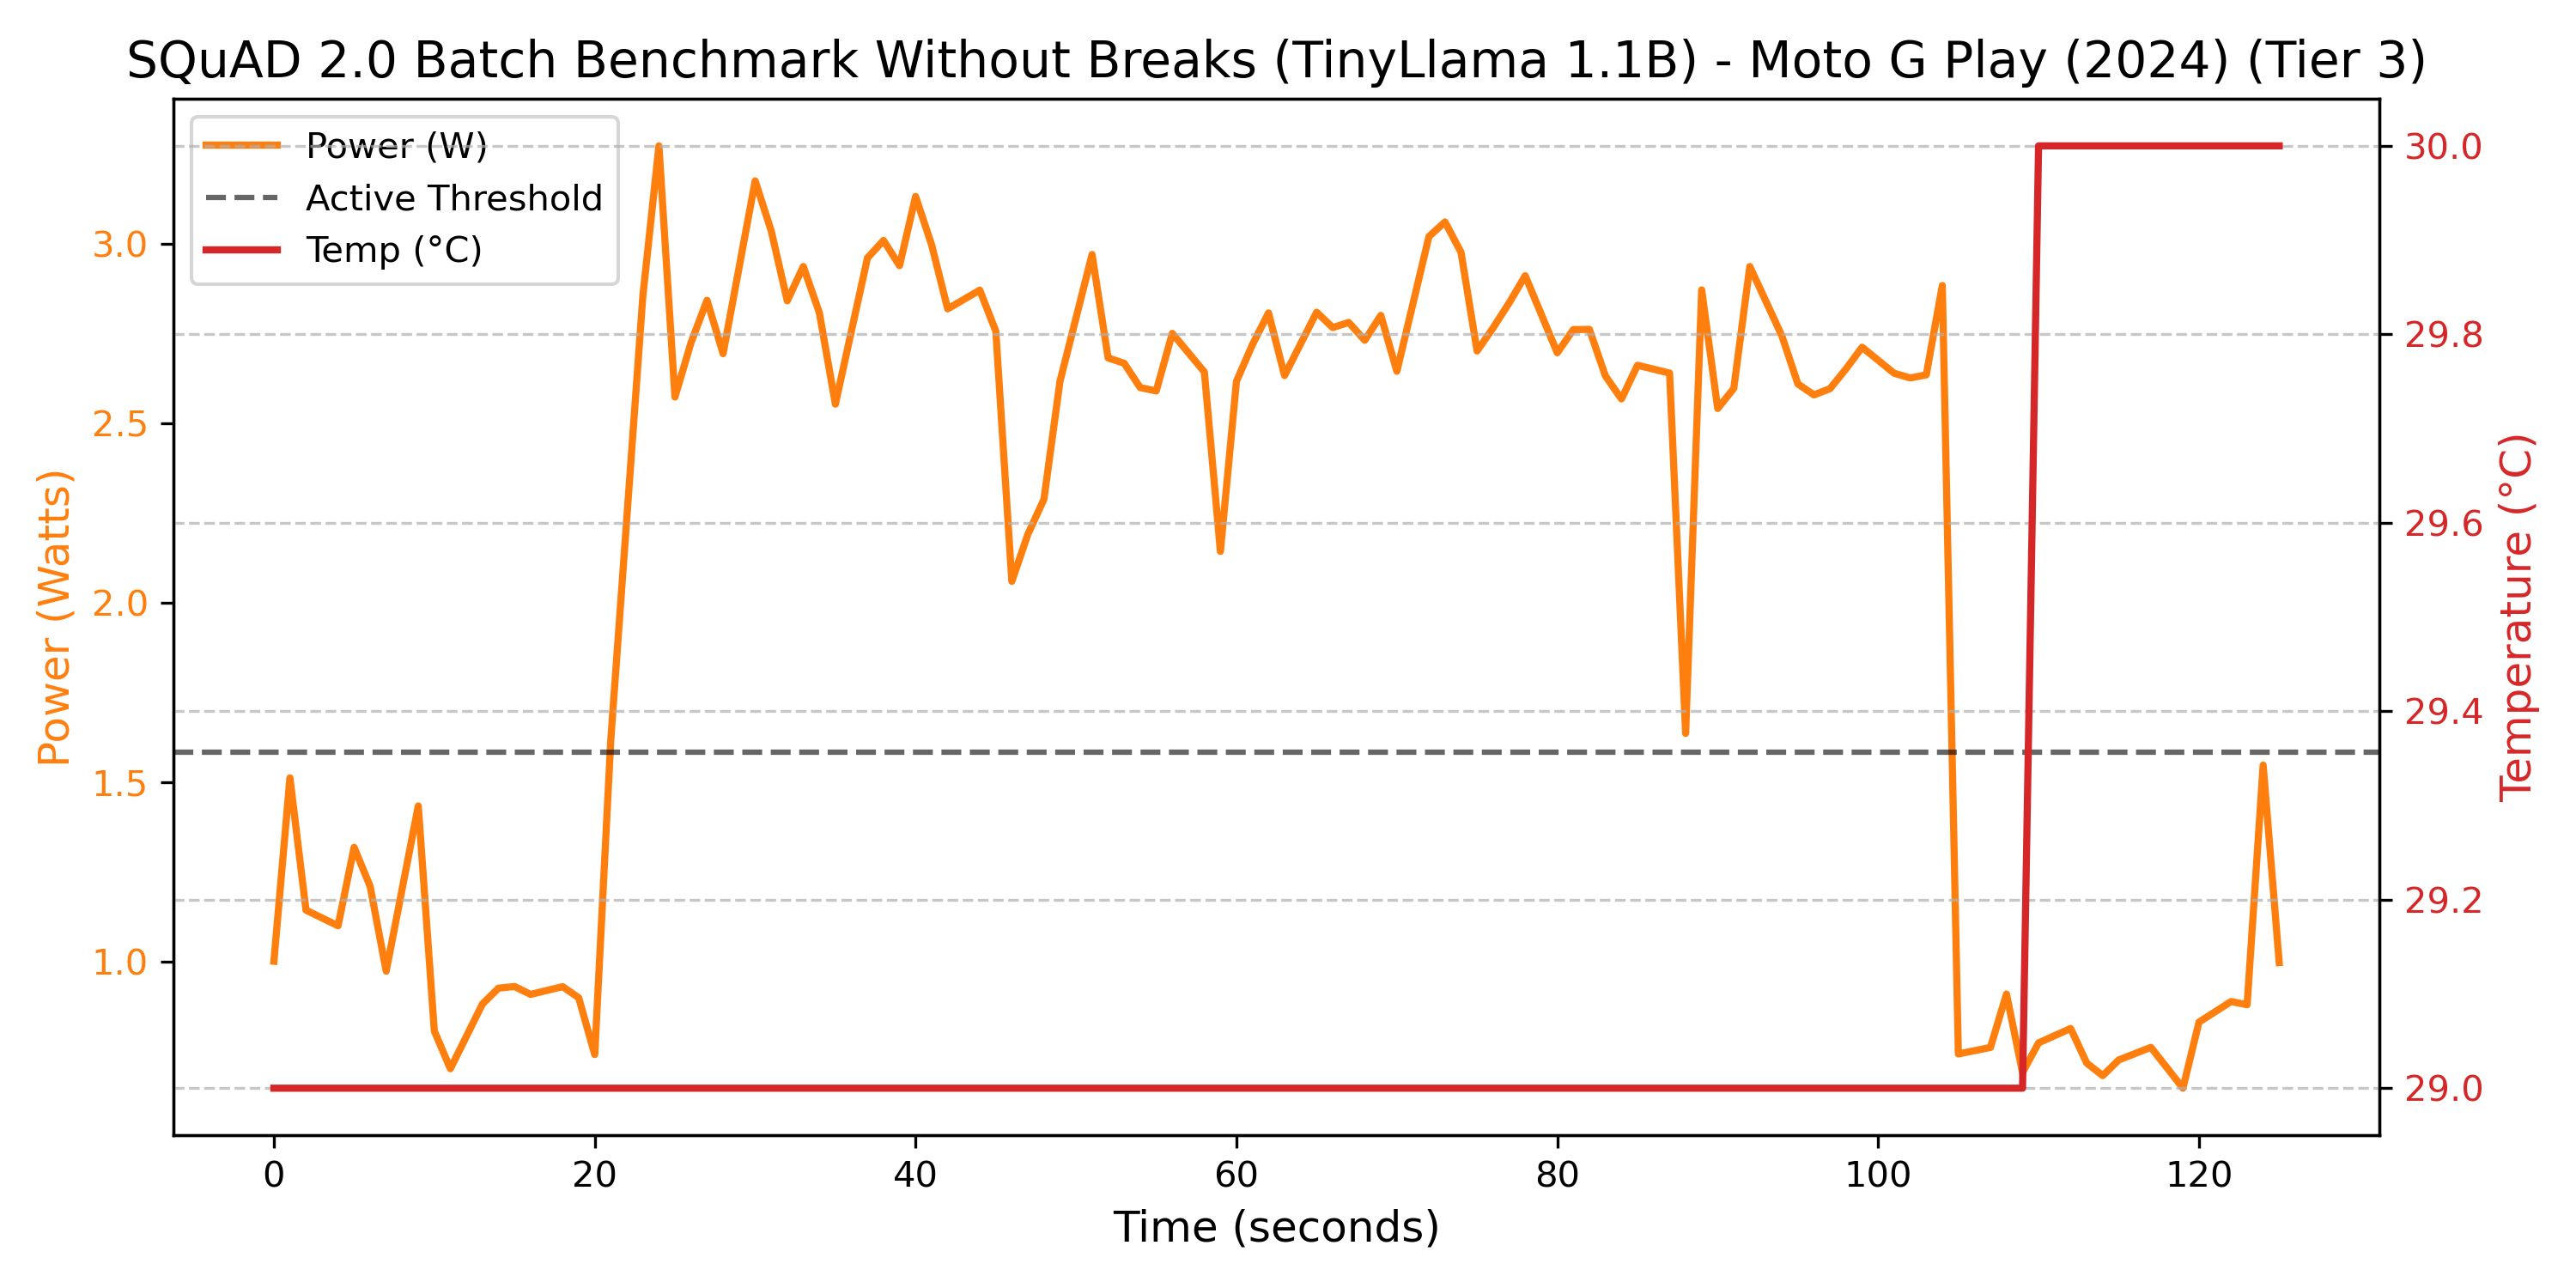 SQuAD 2.0 Batch Benchmark Without Breaks (TinyLlama 1.1B) - Moto G Play (2024) (Tier 3)
Power (W)
Active Threshold
Temp (°C)
Power (Watts)
3.0
2.5
2.0
1.5
1.0
30.0
29.8
29.6
29.4
29.2
29.0
Temperature (°C)
0 20 40 60 80 100 120
Time (seconds)